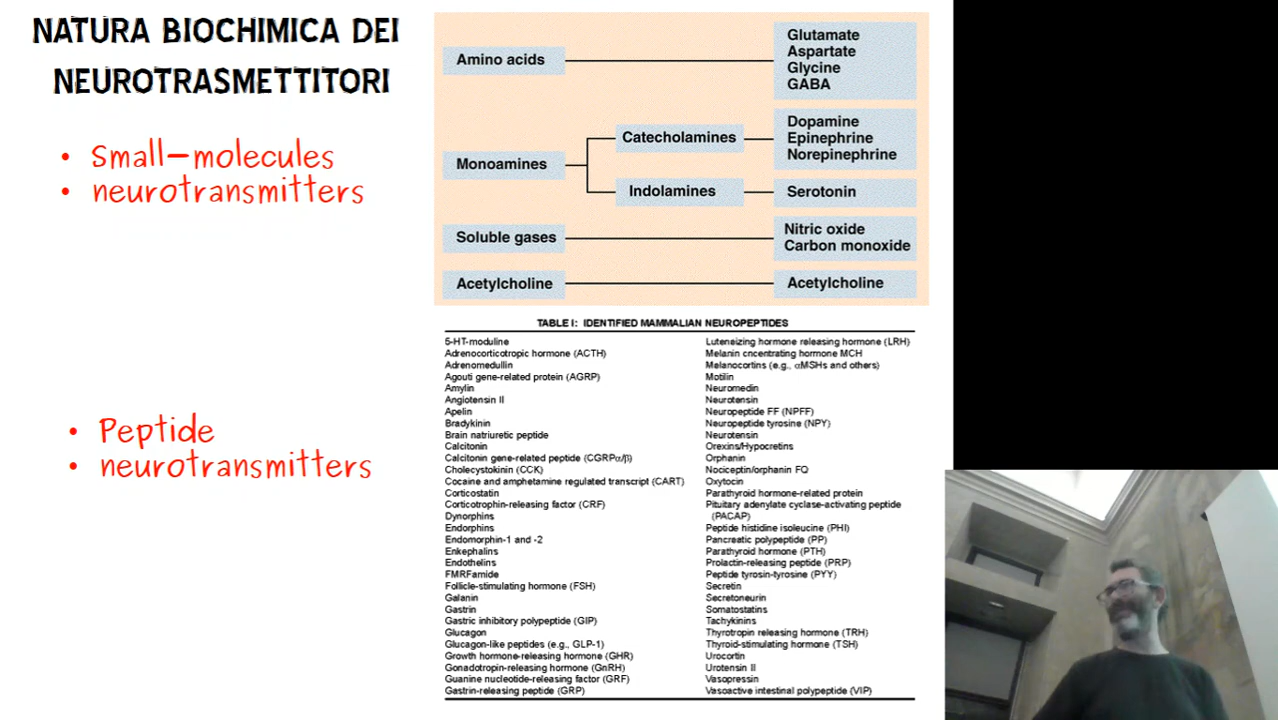 NATURA BIOCHIMICA DEI
NEUROTRASMETTITORI
• Small-molecules
• neurotransmitters
• Peptide
• neurotransmitters
Amino acids
Glutamate
Aspartate
Glycine
GABA
Monoamines
Catecholamines
Dopamine
Epinephrine
Norepinephrine
Indolamines
Serotonin
Soluble gases
Nitric oxide
Carbon monoxide
Acetylcholine
Acetylcholine
TABLE I: IDENTIFIED MAMMALIAN NEUROPEPTIDES
5-HT-moduline
Adrenocorticotropic hormone (ACTH)
Adrenomedullin
Agouti gene-related protein (AGRP)
Amylin
Angiotensin II
Apelin
Bradykinin
Brain natriuretic peptide
Calcitonin
Calcitonin gene-related peptide (CGRPα/β)
Cholecystokinin (CCK)
Cocaine and amphetamine regulated transcript (CART)
Corticostatin
Corticotrophin-releasing factor (CRF)
Dynorphins
Endorphins
Endomorphin-1 and -2
Enkephalins
Endothelins
FMRFamide
Follicle-stimulating hormone (FSH)
Galanin
Gastrin
Gastric inhibitory polypeptide (GIP)
Glucagon
Glucagon-like peptides (e.g., GLP-1)
Growth hormone-releasing hormone (GHR)
Gonadotropin-releasing hormone (GnRH)
Guanine nucleotide-releasing factor (GRF)
Gastrin-releasing peptide (GRP)
Luteneizing hormone releasing hormone (LRH)
Melanin cncentrating hormone MCH
Melanocortins (e.g., αMSHs and others)
Motilin
Neuromedin
Neurotensin
Neuropeptide FF (NPFF)
Neuropeptide tyrosine (NPY)
Neurotensin
Orexins/Hypocretins
Orphanin
Nociceptin/orphanin FQ
Oxytocin
Parathyroid hormone-related protein
Pituitary adenylate cyclase-activating peptide
(PACAP)
Peptide histidine isoleucine (PHI)
Pancreatic polypeptide (PP)
Parathyroid hormone (PTH)
Prolactin-releasing peptide (PRP)
Peptide tyrosin-tyrosine (PYY)
Secretin
Secretoneurin
Somatostatins
Tachykinins
Thyrotropin releasing hormone (TRH)
Thyroid-stimulating hormone (TSH)
Urocortin
Urotensin II
Vasopressin
Vasoactive intestinal polypeptide (VIP)